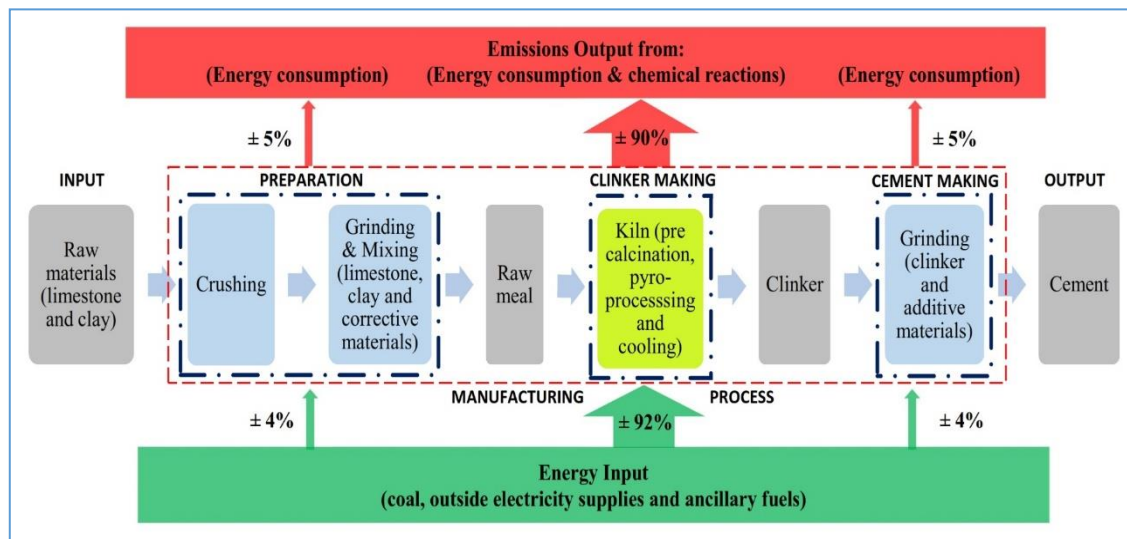 Emissions Output from:
(Energy consumption) (Energy consumption & chemical reactions) (Energy consumption)
± 5%
± 90%
± 5%
INPUT
PREPARATION
CLINKER MAKING
CEMENT MAKING
OUTPUT
Raw
materials
(limestone
and clay)
Crushing
Grinding
& Mixing
(limestone,
clay and
corrective
materials)
Raw
meal
Kiln (pre
calcination,
pyro-
processsing
and
cooling)
Clinker
Grinding
(clinker
and
additive
materials)
Cement
MANUFACTURING PROCESS
± 4%
± 92%
± 4%
Energy Input
(coal, outside electricity supplies and ancillary fuels)